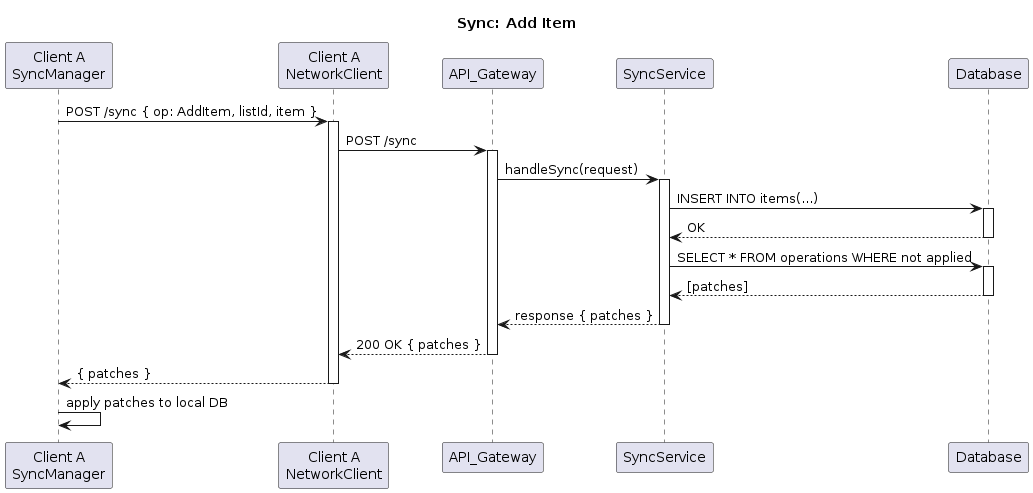 Sync: Add Item
Client A
SyncManager
Client A
NetworkClient
API_Gateway
SyncService
Database
POST /sync { op: AddItem, listId, item }
POST /sync
handleSync(request)
INSERT INTO items(...)
OK
SELECT * FROM operations WHERE not applied
[patches]
response { patches }
200 OK { patches }
{ patches }
apply patches to local DB
Client A
SyncManager
Client A
NetworkClient
API_Gateway
SyncService
Database